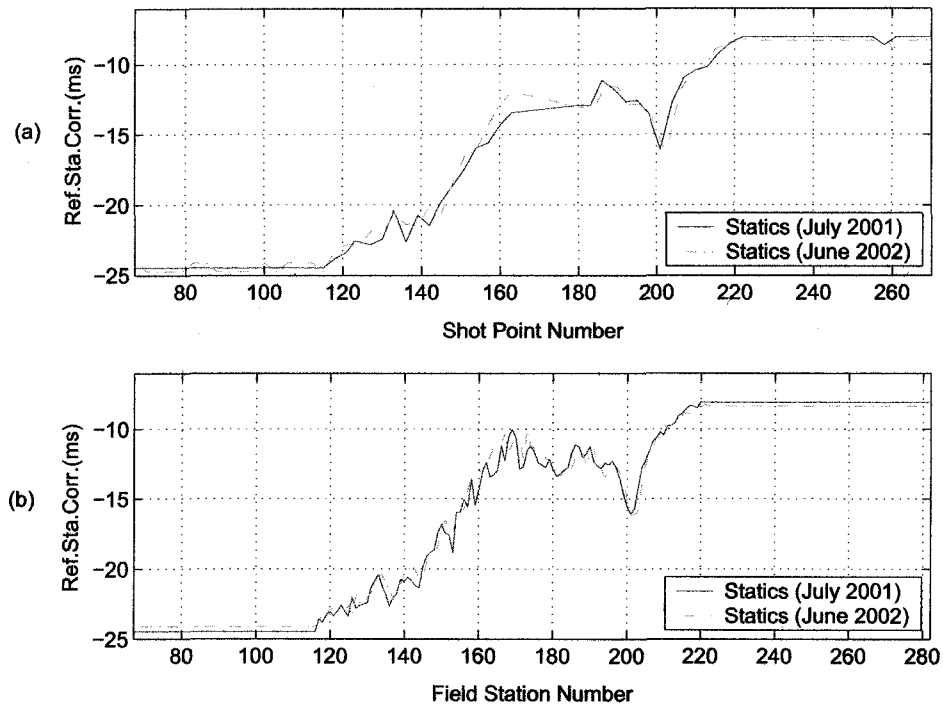 (a)
Ref.Sta.Corr.(ms)
−10
−15
−20
−25
80 100 120 140 160 180 200 220 240 260
Shot Point Number
Statics (July 2001)
Statics (June 2002)
(b)
Ref.Sta.Corr.(ms)
−10
−15
−20
−25
80 100 120 140 160 180 200 220 240 260 280
Field Station Number
Statics (July 2001)
Statics (June 2002)